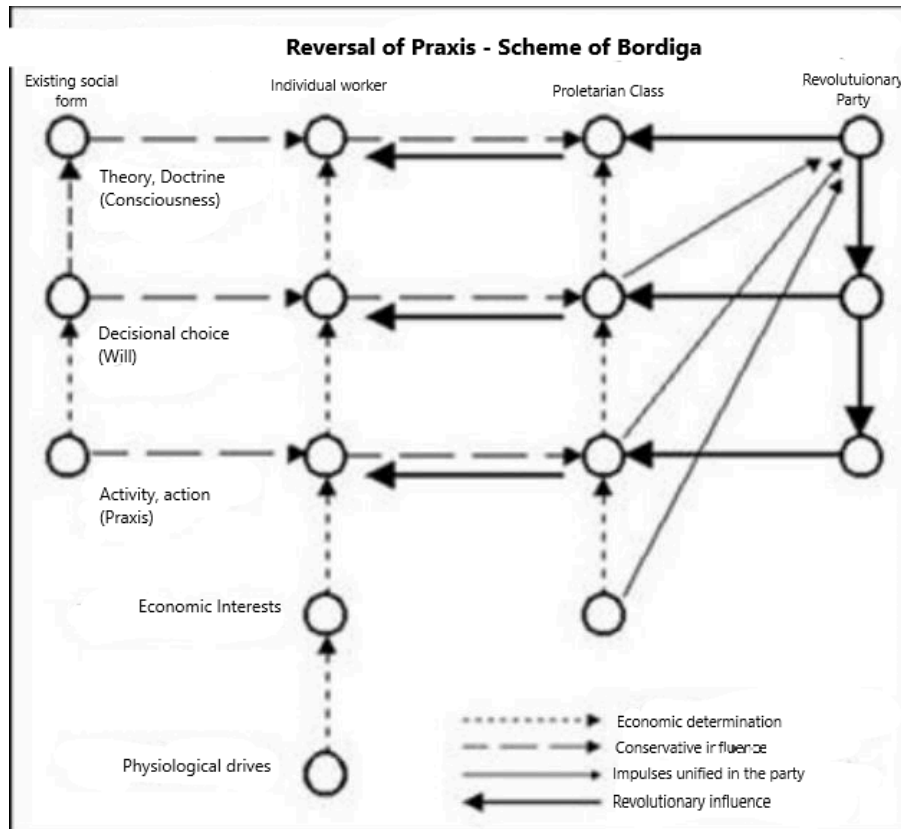 Reversal of Praxis - Scheme of Bordiga
Existing social
form
Individual worker
Proletarian Class
Revolutuionary
Party
Theory, Doctrine
(Consciousness)
Decisional choice
(Will)
Activity, action
(Praxis)
Economic Interests
Physiological drives
Economic determination
Conservative irfluence
Impulses unified in the party
Revolutionary influence